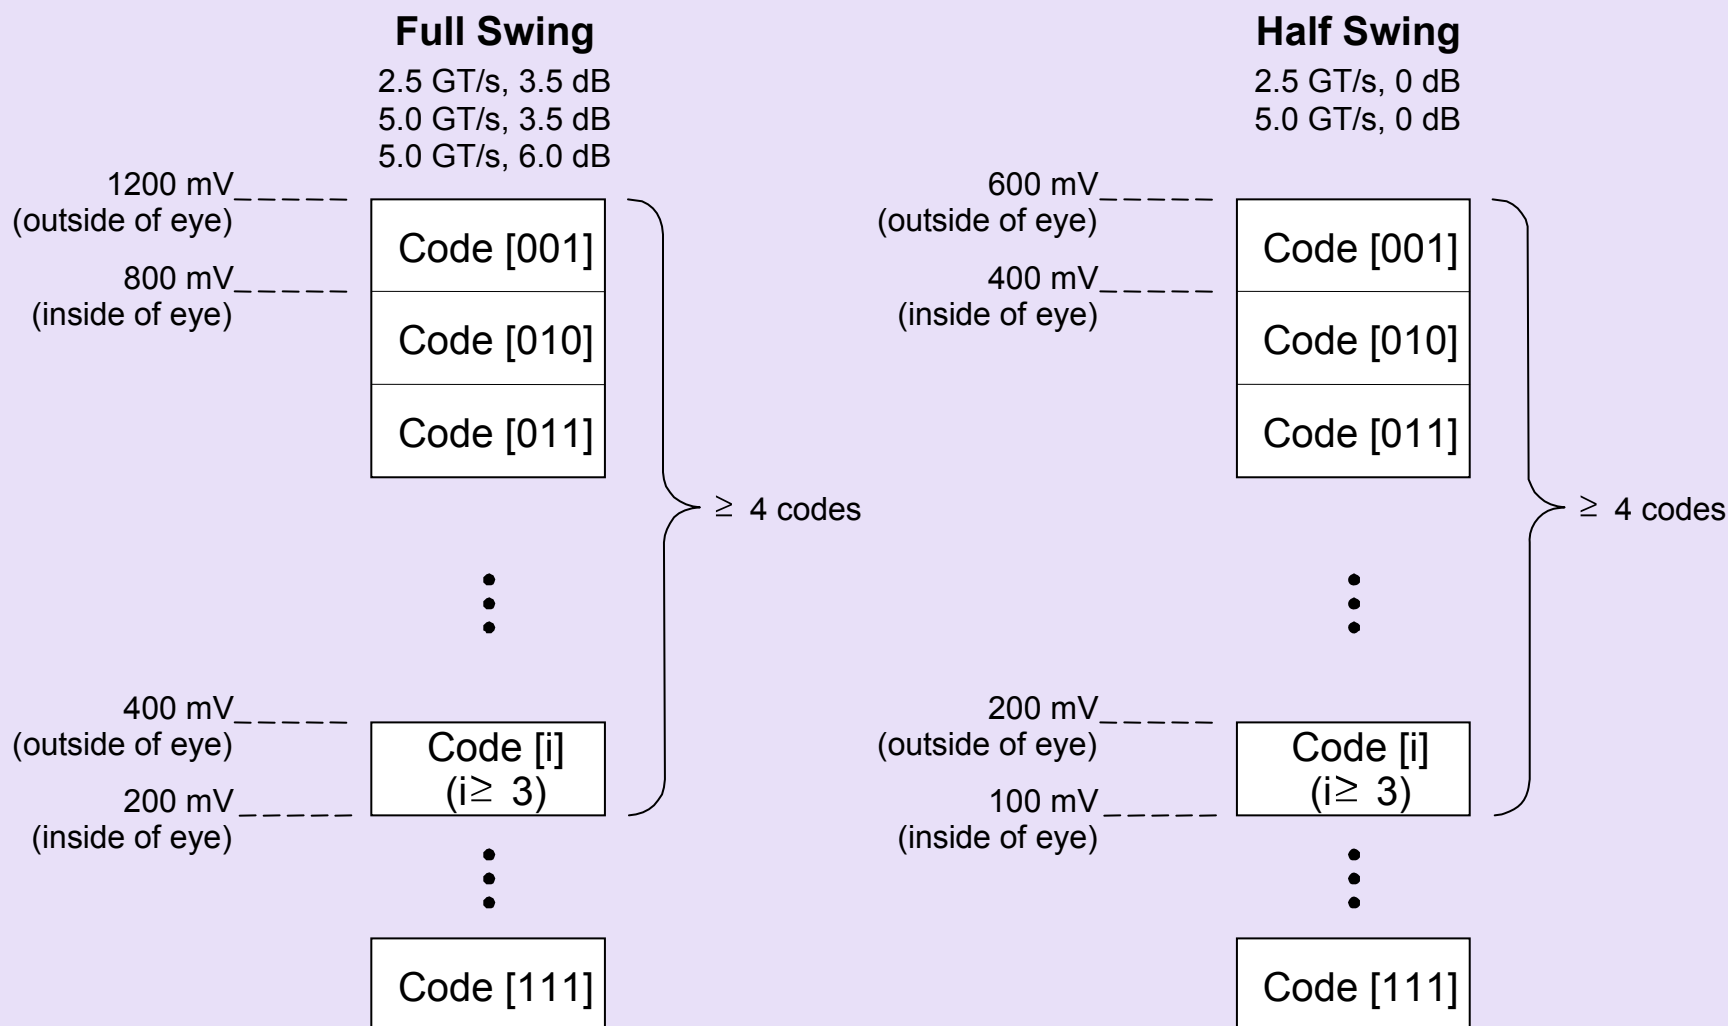 Full Swing
2.5 GT/s, 3.5 dB
5.0 GT/s, 3.5 dB
5.0 GT/s, 6.0 dB
1200 mV
(outside of eye)
800 mV
(inside of eye)
Code [001]
Code [010]
Code [011]
≥ 4 codes
400 mV
(outside of eye)
200 mV
(inside of eye)
Code [i]
(i≥ 3)
Code [111]
Half Swing
2.5 GT/s, 0 dB
5.0 GT/s, 0 dB
600 mV
(outside of eye)
400 mV
(inside of eye)
Code [001]
Code [010]
Code [011]
≥ 4 codes
200 mV
(outside of eye)
100 mV
(inside of eye)
Code [i]
(i≥ 3)
Code [111]